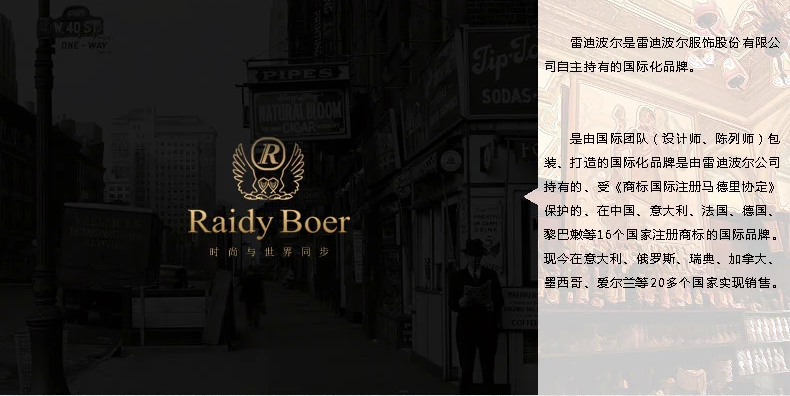 W. 40 ST.
ONE-WAY
PIPES
NATURAL BLOOM
CIGAR
Tip-To
SODAS
R
Raidy Boer
时尚与世界同步
雷迪波尔是雷迪波尔服饰股份有限公
司自主持有的国际化品牌。
是由国际团队（设计师、陈列师）包
装、打造的国际化品牌是由雷迪波尔公司
持有的、受《商标国际注册马德里协定》
保护的、在中国、意大利、法国、德国、
黎巴嫩等16个国家注册商标的国际品牌。
现今在意大利、俄罗斯、瑞典、加拿大、
墨西哥、爱尔兰等20多个国家实现销售。